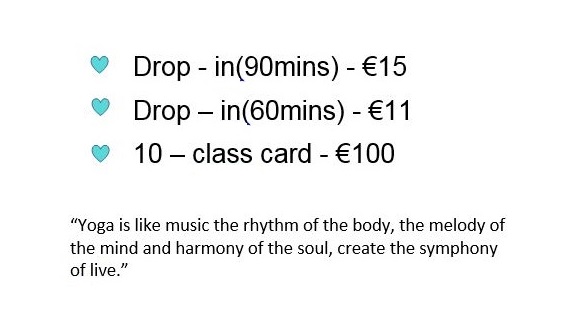 Drop - in(90mins) - €15
Drop – in(60mins) - €11
10 – class card - €100
“Yoga is like music the rhythm of the body, the melody of
the mind and harmony of the soul, create the symphony
of live.”